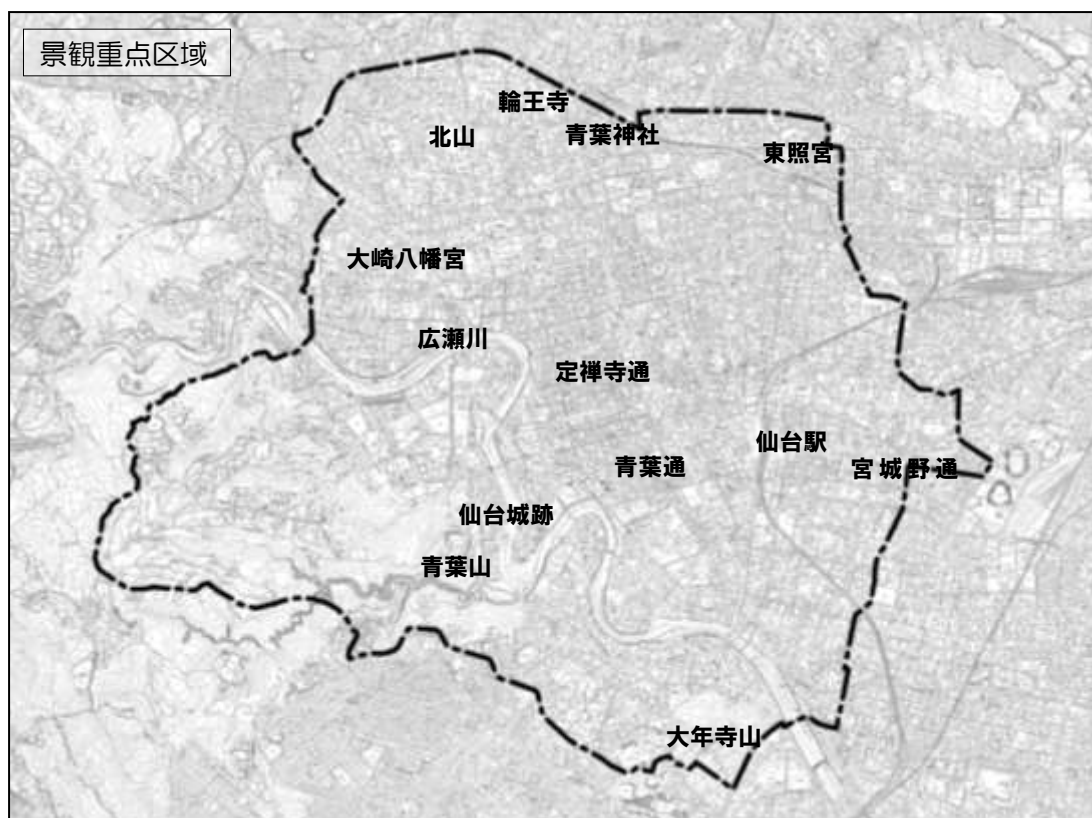 景観重点区域
輪王寺
北山
青葉神社
東照宮
大崎八幡宮
広瀬川
定禅寺通
仙台駅
青葉通
宮城野通
仙台城跡
青葉山
大年寺山